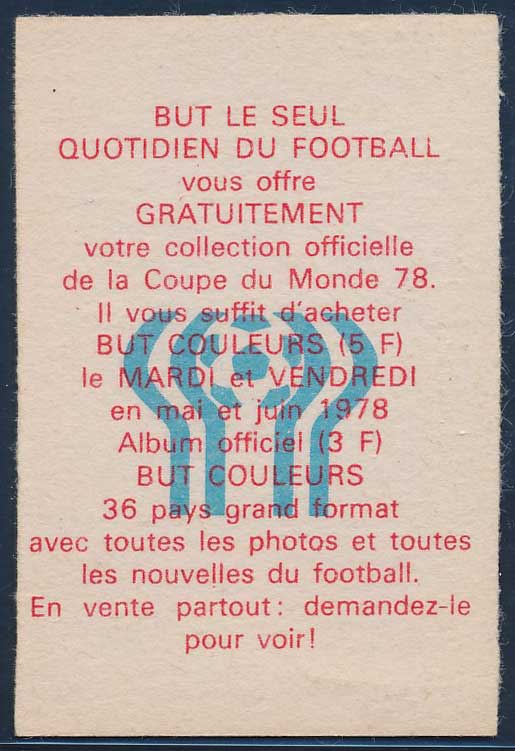 BUT LE SEUL
QUOTIDIEN DU FOOTBALL
vous offre
GRATUITEMENT
votre collection officielle
de la Coupe du Monde 78.
Il vous suffit d'acheter
BUT COULEURS (5 F)
le MARDI et VENDREDI
en mai et juin 1978
Album officiel (3 F)
BUT COULEURS
36 pays grand format
avec toutes les photos et toutes
les nouvelles du football.
En vente partout: demandez-le
pour voir!